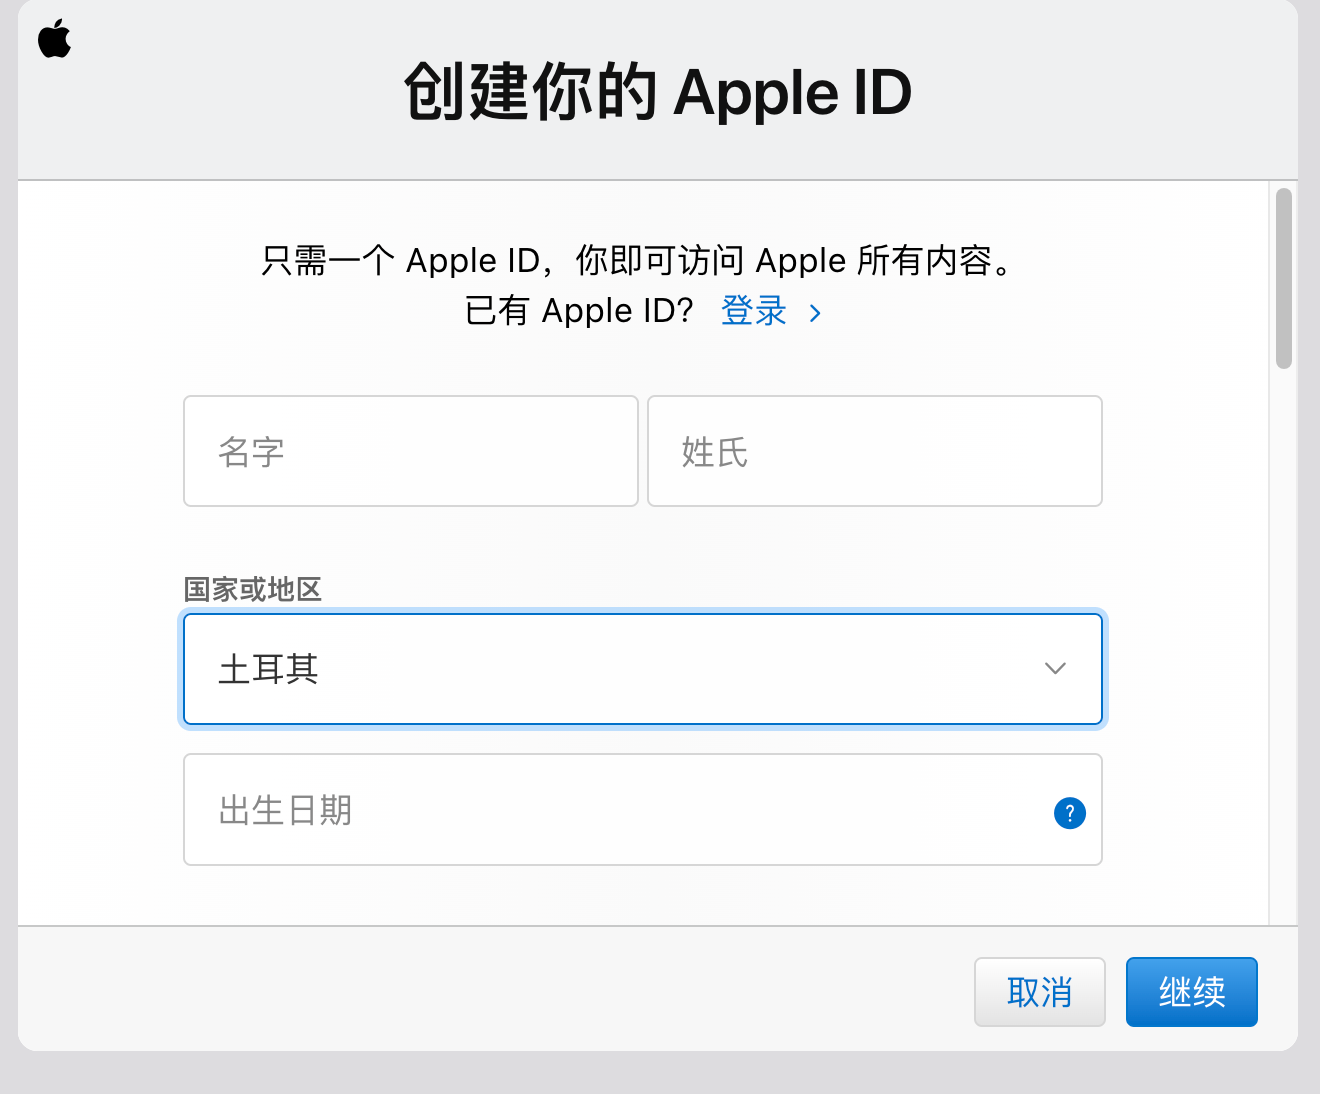 创建你的 Apple ID
只需一个 Apple ID，你即可访问 Apple 所有内容。
已有 Apple ID？ 登录 >
名字 姓氏
国家或地区
土耳其
出生日期 ?
取消 继续